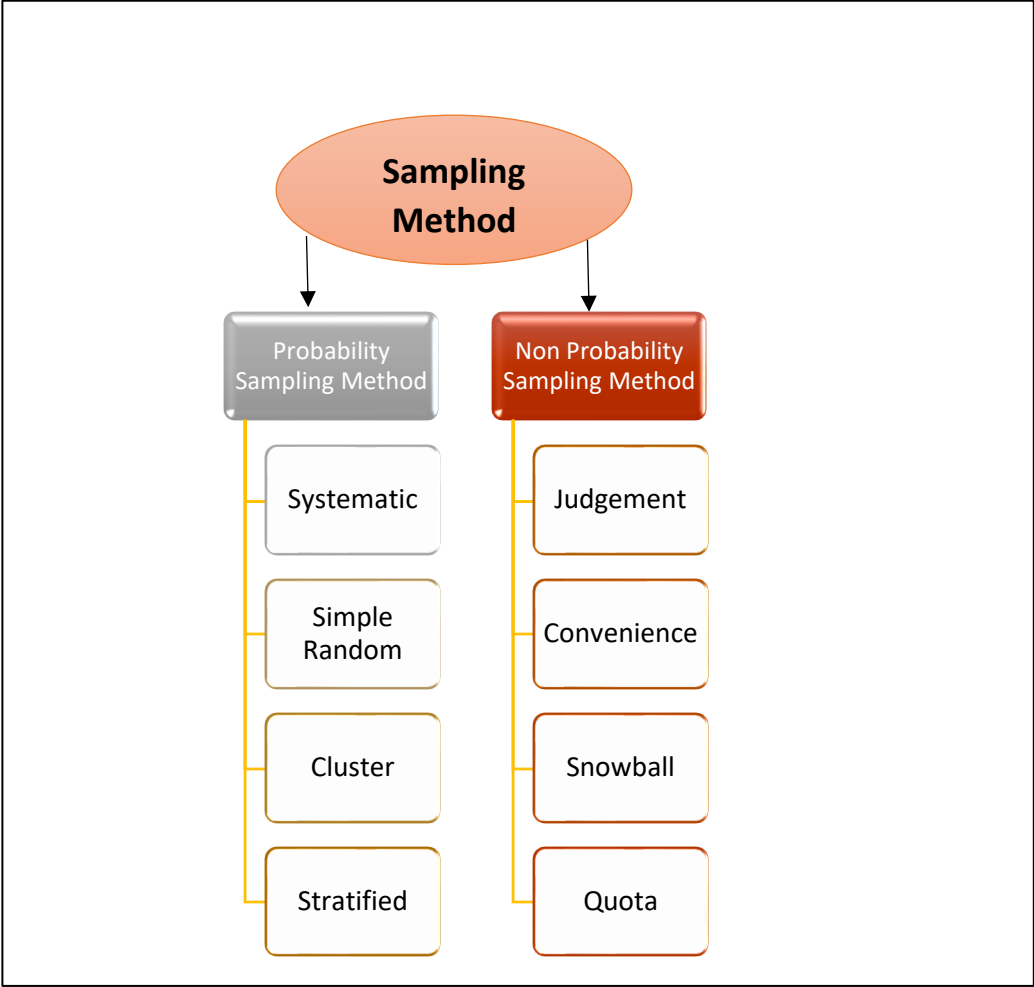 Sampling
Method
Probability
Sampling Method
Systematic
Simple
Random
Cluster
Stratified
Non Probability
Sampling Method
Judgement
Convenience
Snowball
Quota